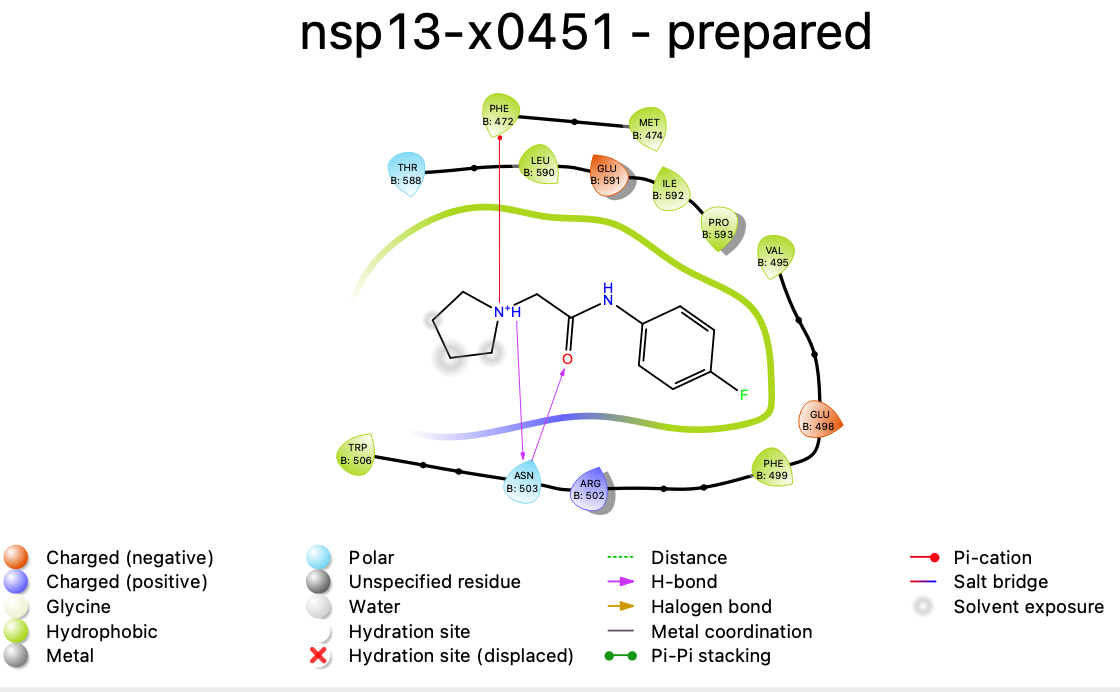 nsp13-x0451 - prepared
PHE
B: 472
MET
B: 474
THR
B: 588
LEU
B: 590
GLU
B: 591
ILE
B: 592
PRO
B: 593
VAL
B: 495
H
N
N⁺H
O
F
GLU
B: 498
TRP
B: 506
ASN
B: 503
ARG
B: 502
PHE
B: 499
Charged (negative)
Charged (positive)
Glycine
Hydrophobic
Metal
Polar
Unspecified residue
Water
Hydration site
Hydration site (displaced)
Distance
H-bond
Halogen bond
Metal coordination
Pi-Pi stacking
Pi-cation
Salt bridge
Solvent exposure